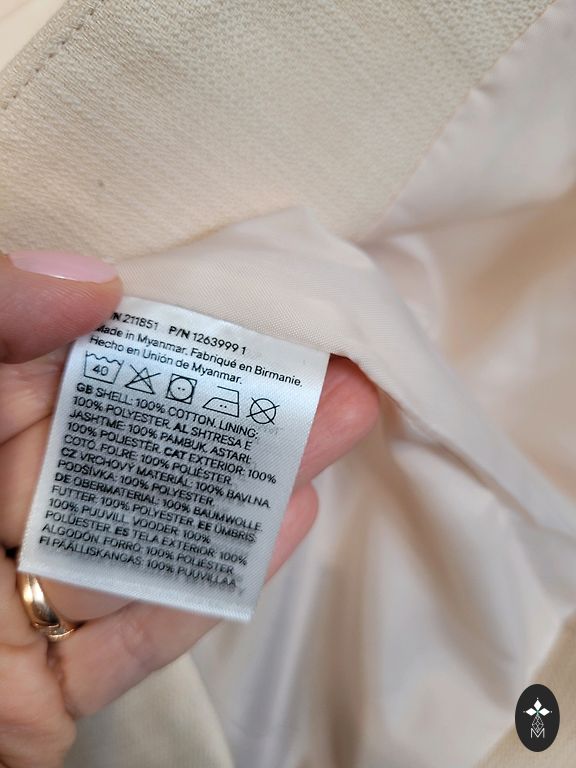 N 211851 P/N 1263999 1
Made in Myanmar. Fabriqué en Birmanie.
Hecho en Unión de Myanmar.
40
GB SHELL: 100% COTTON. LINING:
100% POLYESTER. AL SHTRESA E
JASHTME: 100% PAMBUK. ASTARI:
100% POLIESTER. CAT EXTERIOR: 100%
COTÓ. FOLRE: 100% POLIÈSTER.
CZ VRCHOVÝ MATERIÁL: 100% BAVLNA.
PODŠÍVKA: 100% POLYESTER.
DE OBERMATERIAL: 100% BAUMWOLLE.
FUTTER: 100% POLYESTER. EE ÜMBRIS:
100% PUUVILL. VOODER: 100%
POLÜESTER. ES TELA EXTERIOR: 100%
ALGODÓN. FORRO: 100% POLIÉSTER.
FI PÄÄLLISKANGAS: 100% PUUVILLAA,
M